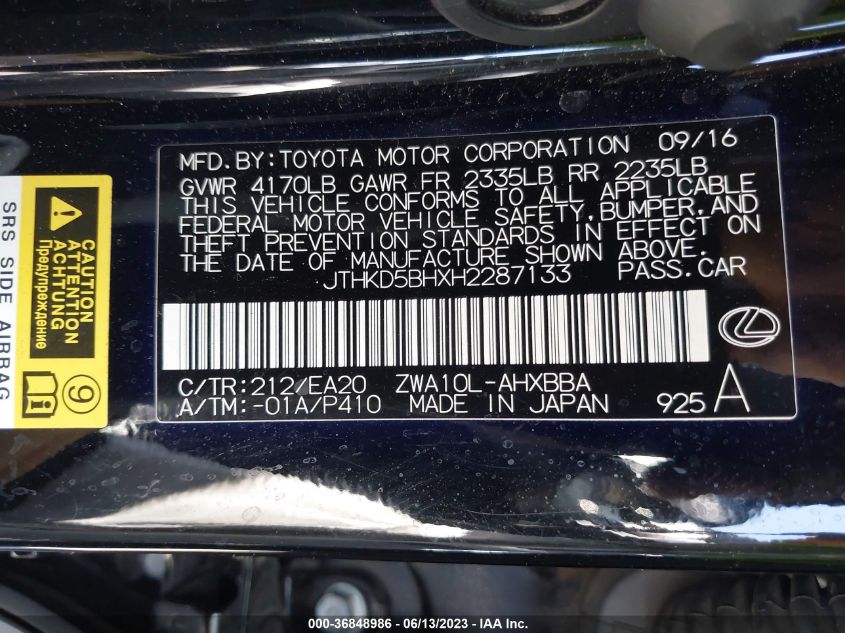 MFD. BY: TOYOTA MOTOR CORPORATION 09/16
GVWR 4170LB GAWR FR 2335LB RR 2235LB
THIS VEHICLE CONFORMS TO ALL APPLICABLE
FEDERAL MOTOR VEHICLE SAFETY, BUMPER, AND
THEFT PREVENTION STANDARDS IN EFFECT ON
THE DATE OF MANUFACTURE SHOWN ABOVE.
JTHKD5BHXH2287133 PASS.CAR
C/TR:212/EA20 ZWA10L-AHXBBA
A/TM:-01A/P410 MADE IN JAPAN 925 A
SRS SIDE AIRBAG
CAUTION
ATTENTION
ACHTUNG
Предупреждение
9
000-36848986 - 06/13/2023 - IAA Inc.